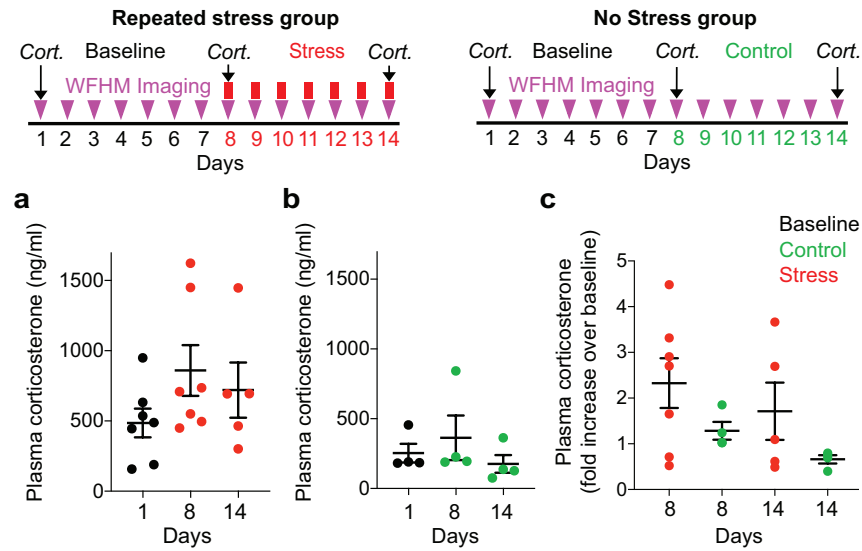 Repeated stress group
Cort. Baseline Cort. Stress Cort.
WFHM Imaging
1 2 3 4 5 6 7 8 9 10 11 12 13 14
Days
No Stress group
Cort. Baseline Cort. Control Cort.
WFHM Imaging
1 2 3 4 5 6 7 8 9 10 11 12 13 14
Days
a
Plasma corticosterone (ng/ml)
1500
1000
500
0
1 8 14
Days
b
Plasma corticosterone (ng/ml)
1500
1000
500
0
1 8 14
Days
c
Baseline
Control
Stress
Plasma corticosterone
(fold increase over baseline)
5
4
3
2
1
0
8 8 14 14
Days